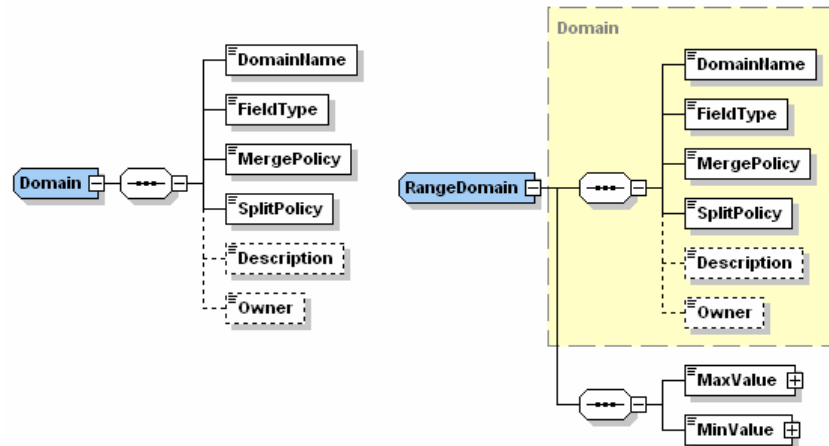 Domain
DomainName
FieldType
MergePolicy
SplitPolicy
Description
Owner
RangeDomain
Domain
DomainName
FieldType
MergePolicy
SplitPolicy
Description
Owner
MaxValue
MinValue